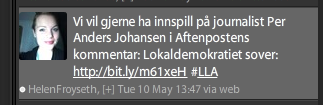 Vi vil gjerne ha innspill på journalist Per
Anders Johansen i Aftenpostens
kommentar: Lokaldemokratiet sover:
http://bit.ly/m61xeH #LLA
HelenFroyseth, [+] Tue 10 May 13:47 via web